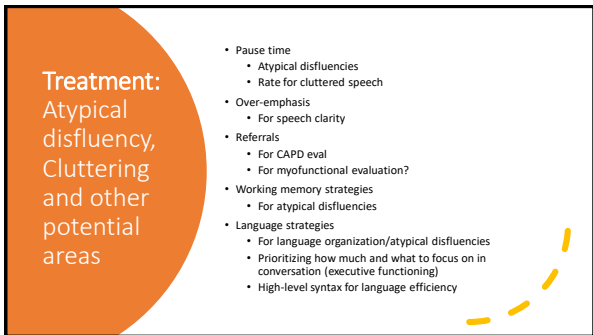 Treatment:
Atypical
disfluency,
Cluttering
and other
potential
areas
• Pause time
• Atypical disfluencies
• Rate for cluttered speech
• Over-emphasis
• For speech clarity
• Referrals
• For CAPD eval
• For myofunctional evaluation?
• Working memory strategies
• For atypical disfluencies
• Language strategies
• For language organization/atypical disfluencies
• Prioritizing how much and what to focus on in
conversation (executive functioning)
• High-level syntax for language efficiency